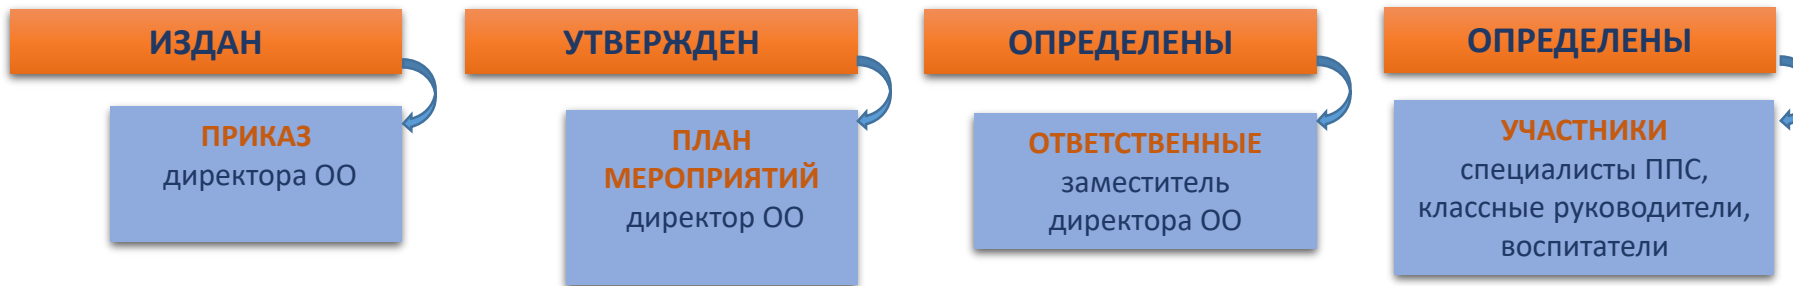 ИЗДАН
ПРИКАЗ
директора ОО
УТВЕРЖДЕН
ПЛАН
МЕРОПРИЯТИЙ
директор ОО
ОПРЕДЕЛЕНЫ
ОТВЕТСТВЕННЫЕ
заместитель
директора ОО
ОПРЕДЕЛЕНЫ
УЧАСТНИКИ
специалисты ППС,
классные руководители,
воспитатели